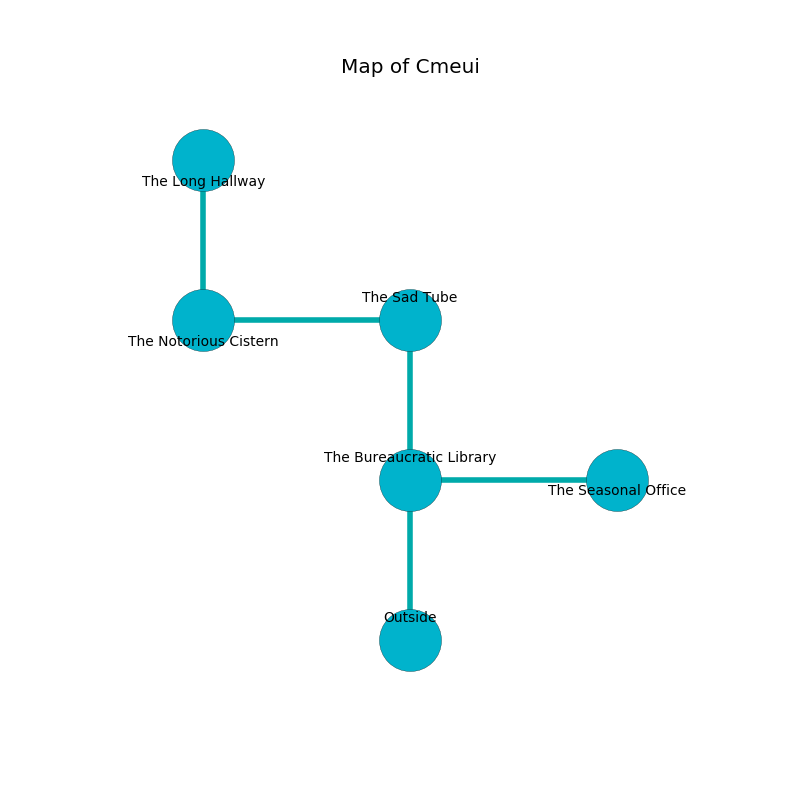 Map of Cmeui
The Long Hallway
The Sad Tube
The Notorious Cistern
The Bureaucratic Library
The Seasonal Office
Outside